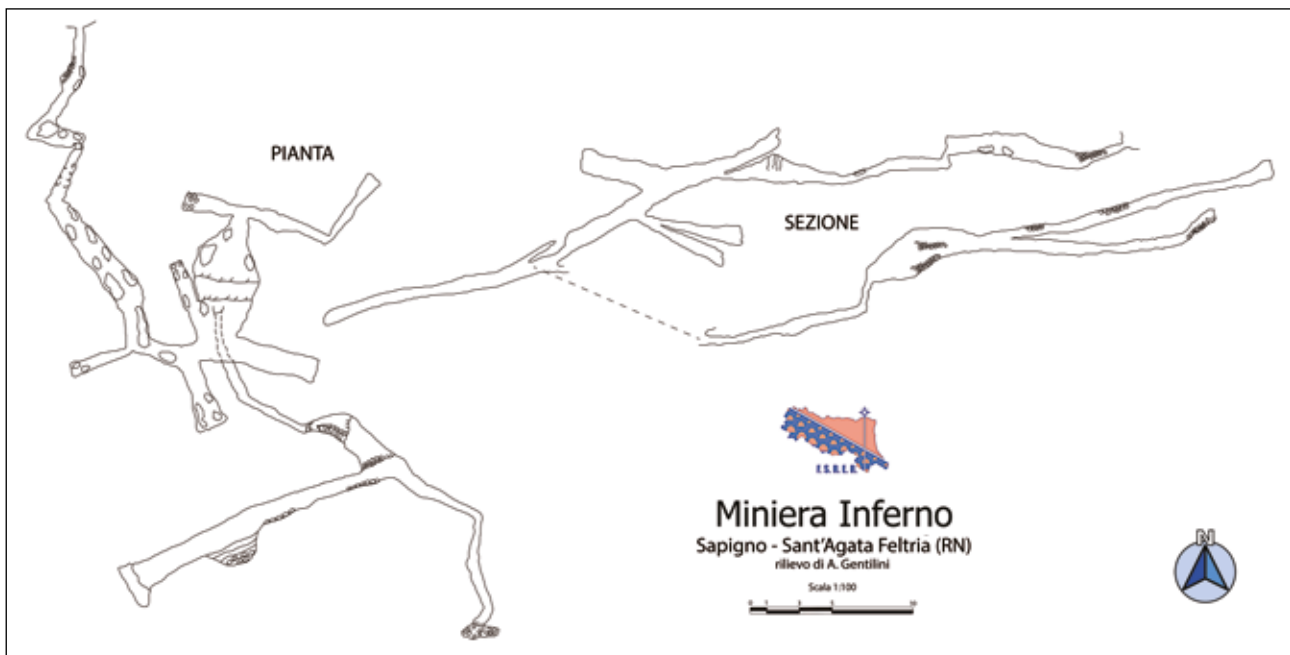 PIANTA
SEZIONE
F.S.R.E.R.
Miniera Inferno
Sapigno - Sant'Agata Feltria (RN)
rilievo di A. Gentilini
Scala 1:100
N